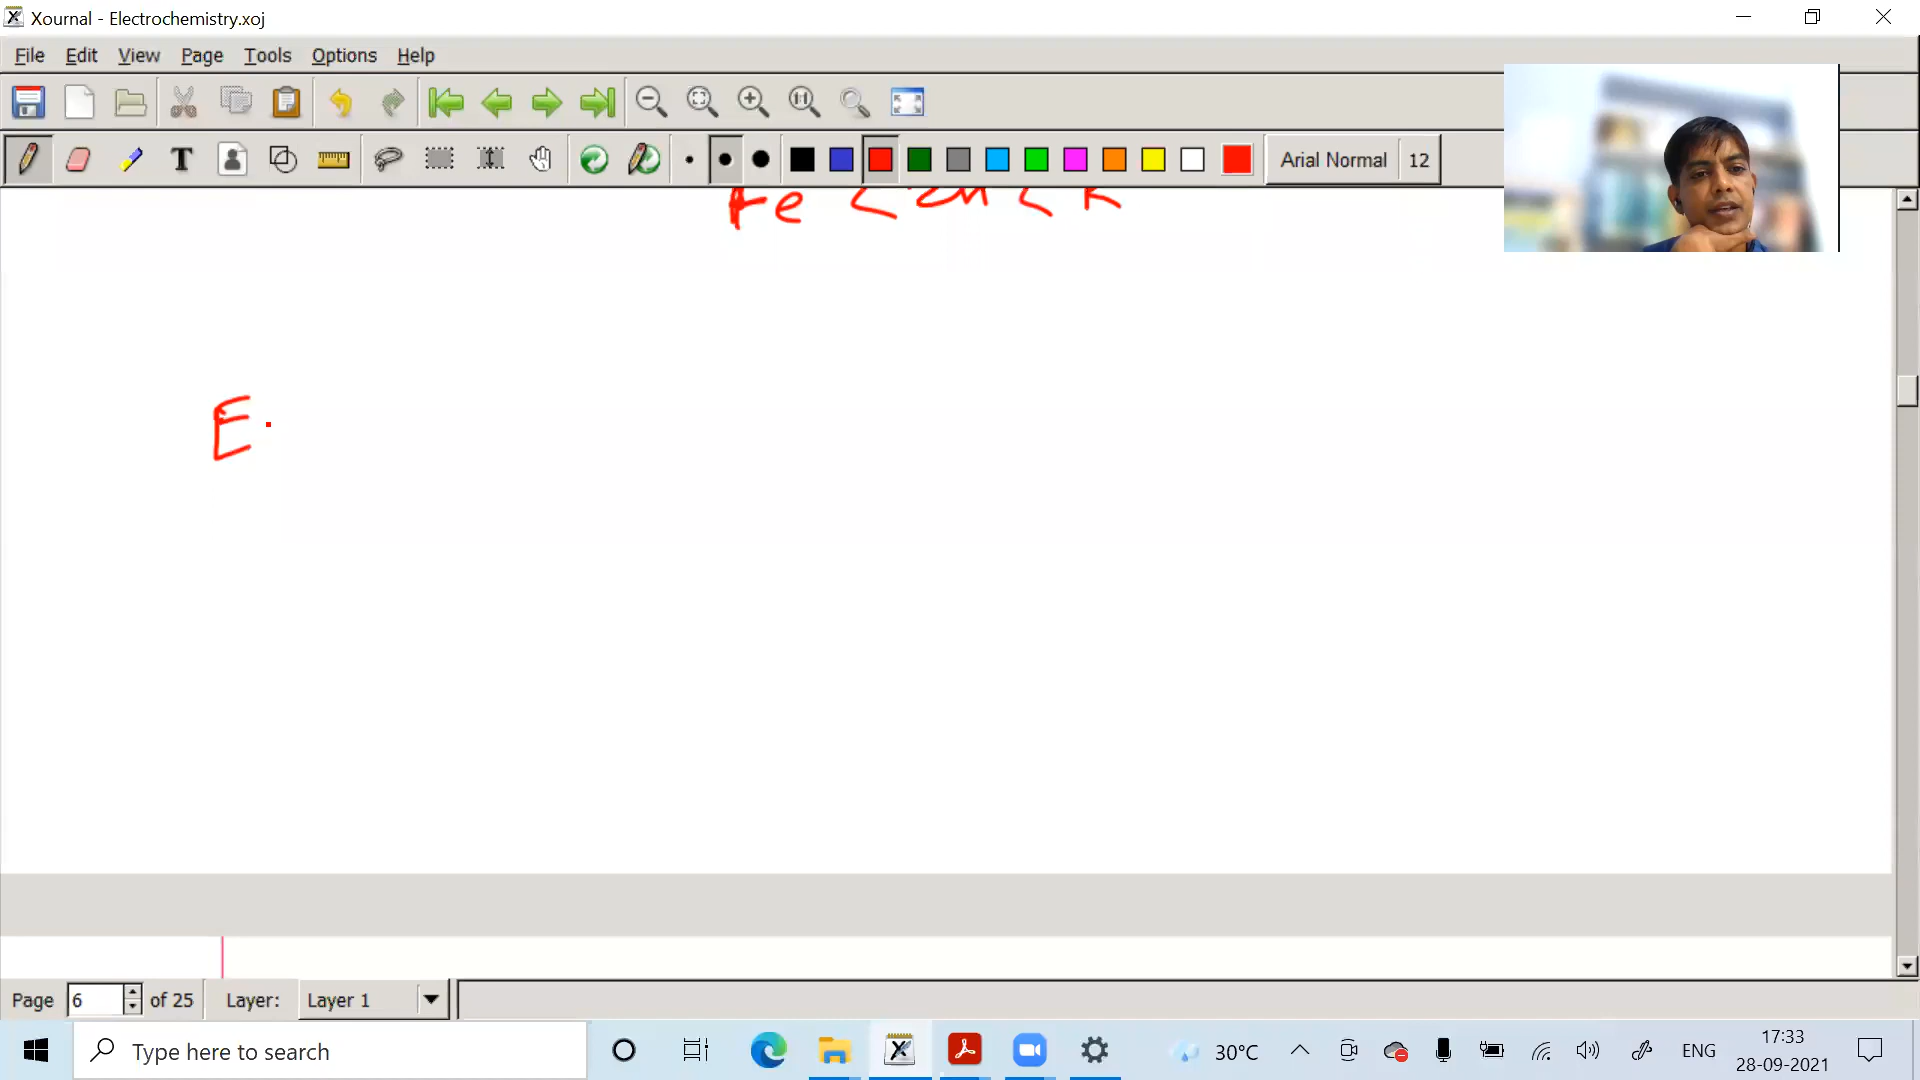 Xournal - Electrochemistry.xoj
File Edit View Page Tools Options Help
T Arial Normal 12
Fe < Zn < K
E
Page 6 of 25 Layer: Layer 1
Type here to search 30°C ENG 17:33
28-09-2021